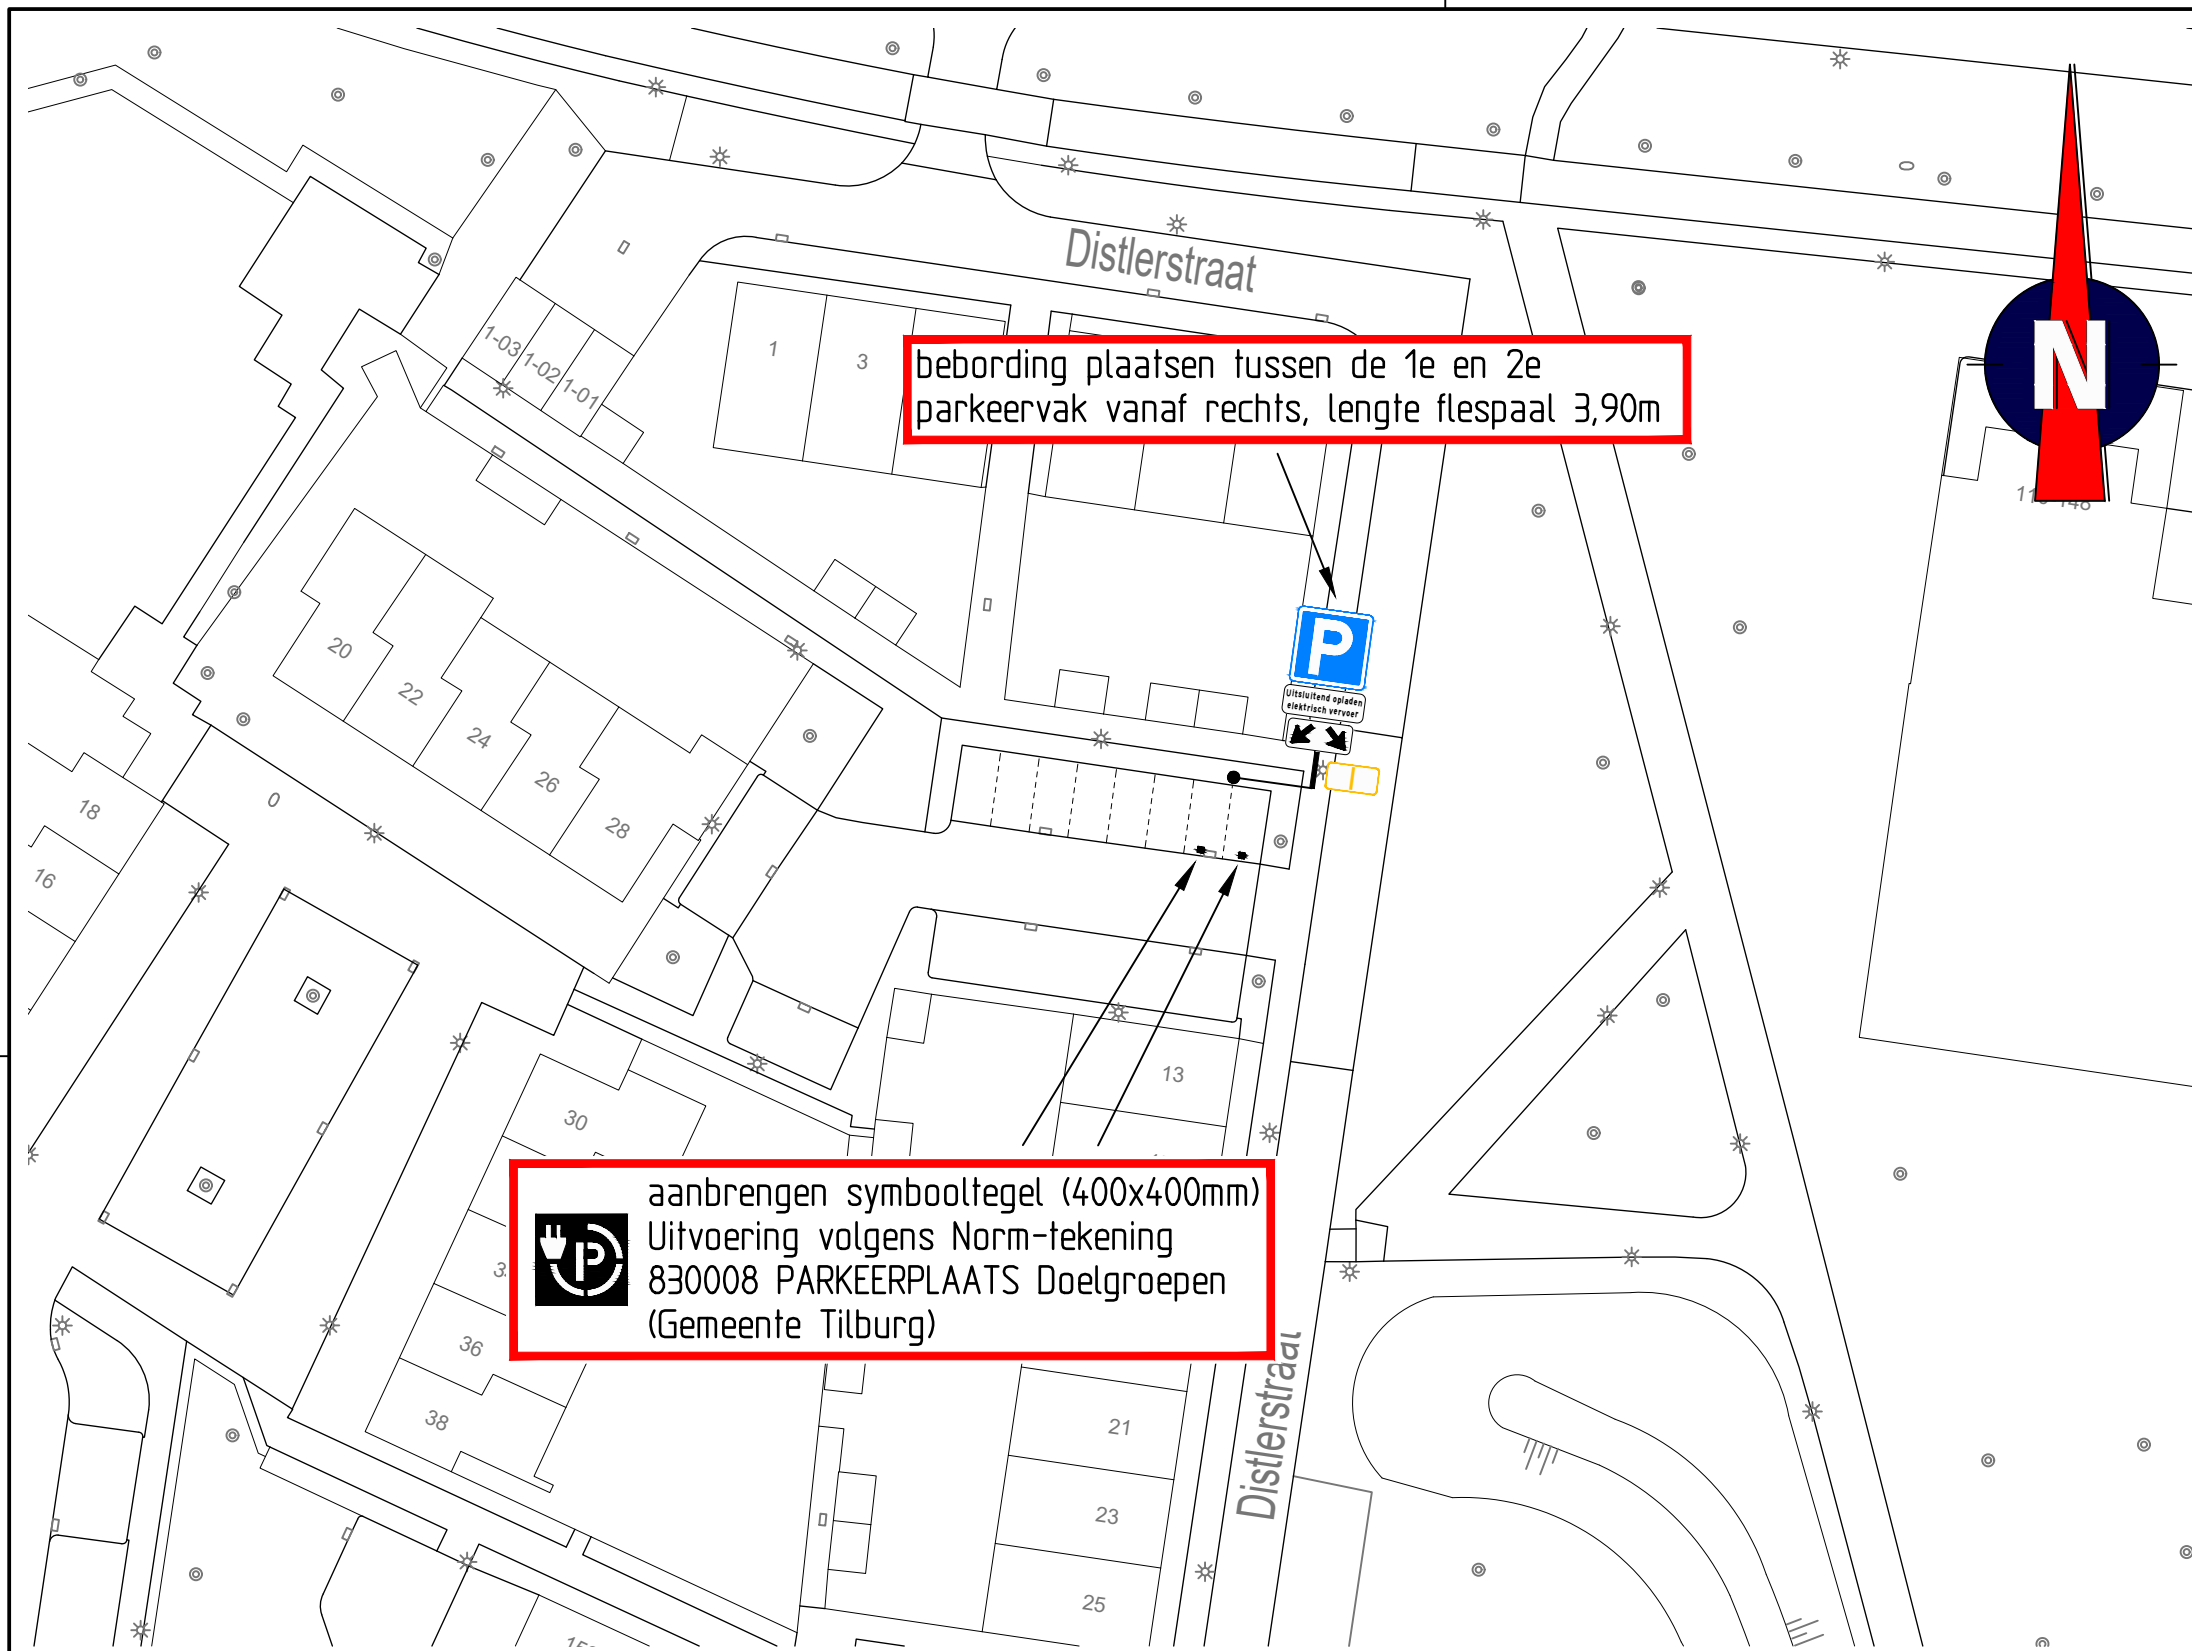 Distlerstraat
N
1-03
1-02
1-01
1
3
bebording plaatsen tussen de 1e en 2e
parkeervak vanaf rechts, lengte flespaal 3,90m
P
Uitsluitend opladen
elektrisch vervoer
20
22
24
26
28
0
18
16
13
30
aanbrengen symbooltegel (400x400mm)
Uitvoering volgens Norm-tekening
830008 PARKEERPLAATS Doelgroepen
(Gemeente Tilburg)
P
36
38
21
23
25
Distlerstraat